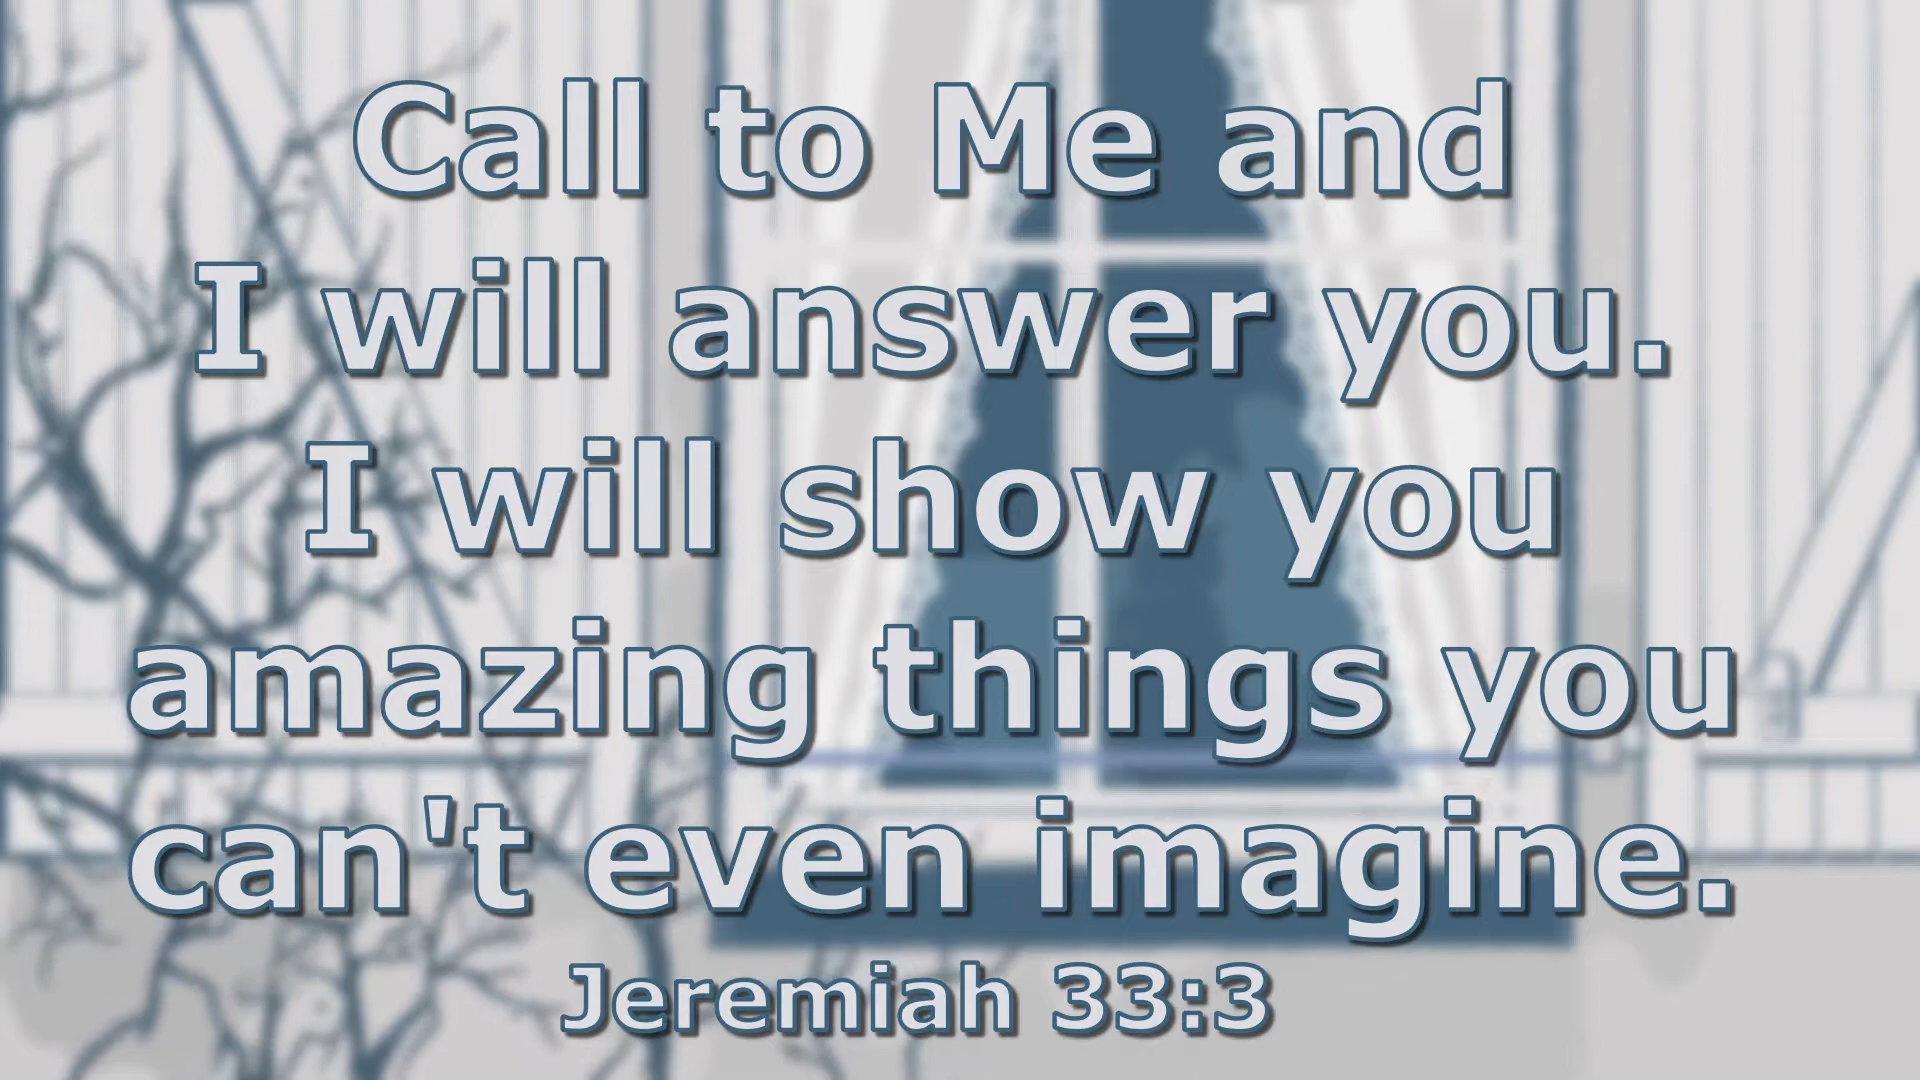 Call to Me and
I will answer you.
I will show you
amazing things you
can't even imagine.
Jeremiah 33:3